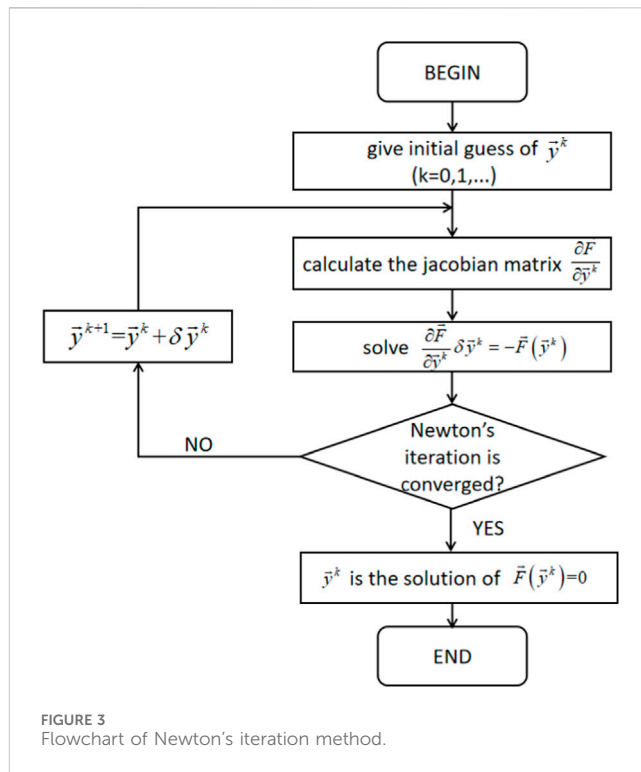 BEGIN
give initial guess of y⃗ᵏ
(k=0,1,...)
calculate the jacobian matrix ∂F/∂y⃗ᵏ
y⃗ᵏ⁺¹=y⃗ᵏ+δy⃗ᵏ
solve ∂F⃗/∂y⃗ᵏ δy⃗ᵏ = −F⃗(y⃗ᵏ)
Newton's
iteration is
converged?
NO
YES
y⃗ᵏ is the solution of F⃗(y⃗ᵏ)=0
END
FIGURE 3
Flowchart of Newton's iteration method.